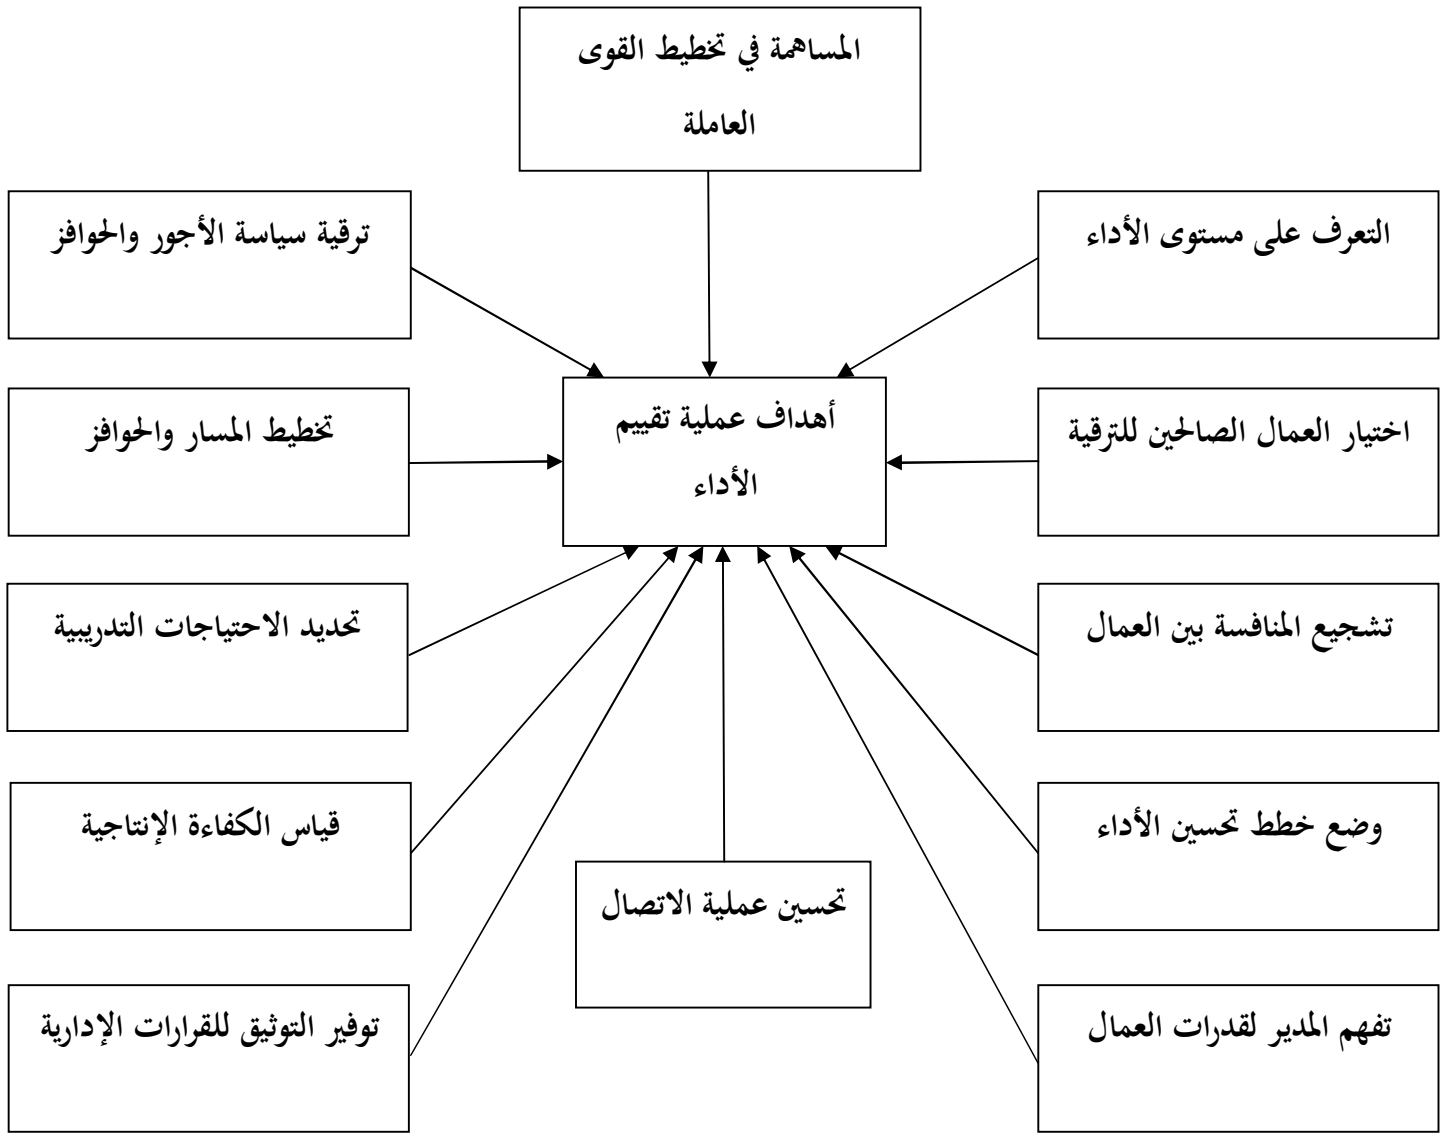 المساهمة في تخطيط القوى
العاملة
التعرف على مستوى الأداء
ترقية سياسة الأجور والحوافز
أهداف عملية تقييم
الأداء
اختيار العمال الصالحين للترقية
تخطيط المسار والحوافز
تشجيع المنافسة بين العمال
تحديد الاحتياجات التدريبية
وضع خطط تحسين الأداء
قياس الكفاءة الإنتاجية
تحسين عملية الاتصال
تفهم المدير لقدرات العمال
توفير التوثيق للقرارات الإدارية